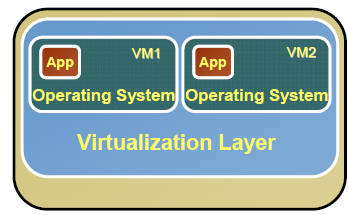 App VM1
Operating System
App VM2
Operating System
Virtualization Layer